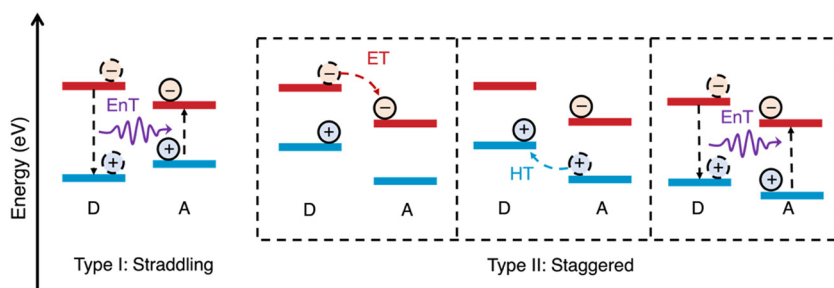 Energy (eV)
EnT
D
A
Type I: Straddling
ET
D
A
HT
D
A
EnT
D
A
Type II: Staggered